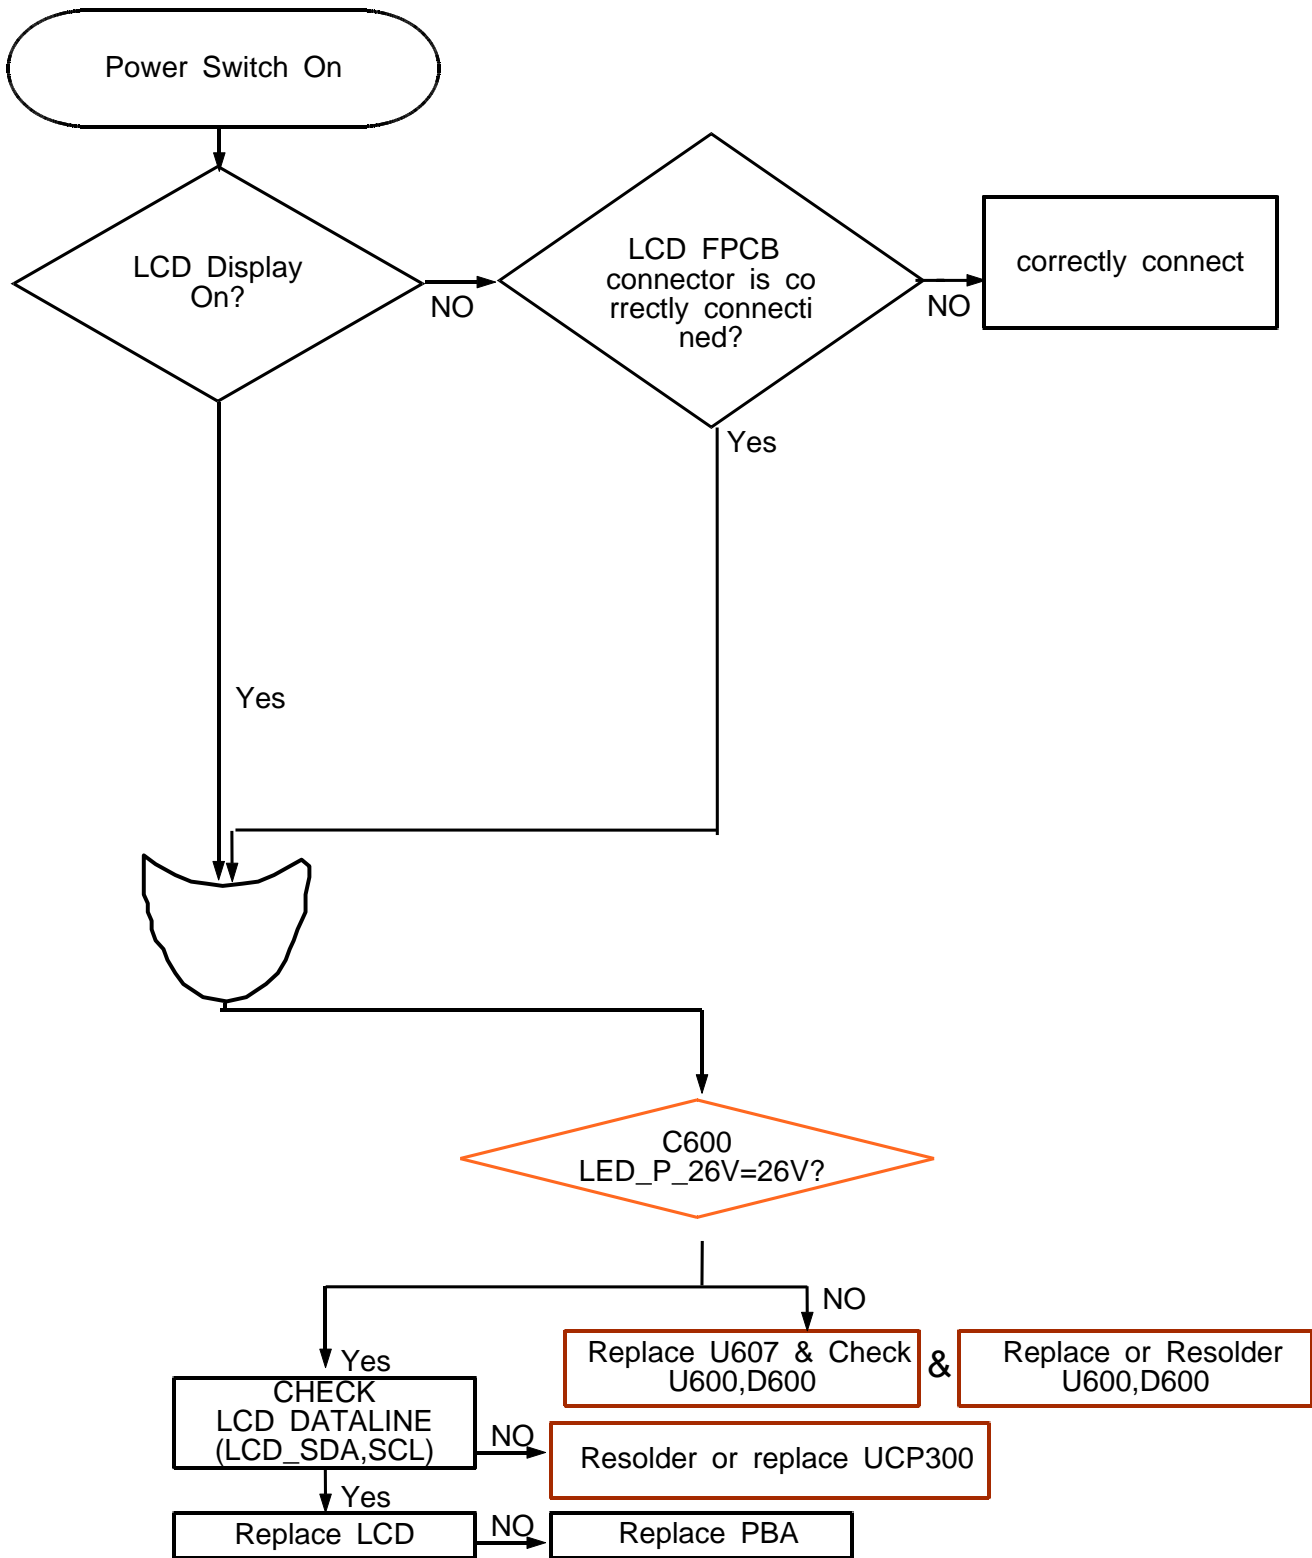 Power Switch On
LCD Display
On?
NO
LCD FPCB
connector is co
rrectly connecti
ned?
NO
correctly connect
Yes
Yes
C600
LED_P_26V=26V?
NO
Yes
Replace U607 & Check
U600,D600
&
Replace or Resolder
U600,D600
CHECK
LCD DATALINE
(LCD_SDA,SCL)
NO
Resolder or replace UCP300
Yes
Replace LCD
NO
Replace PBA